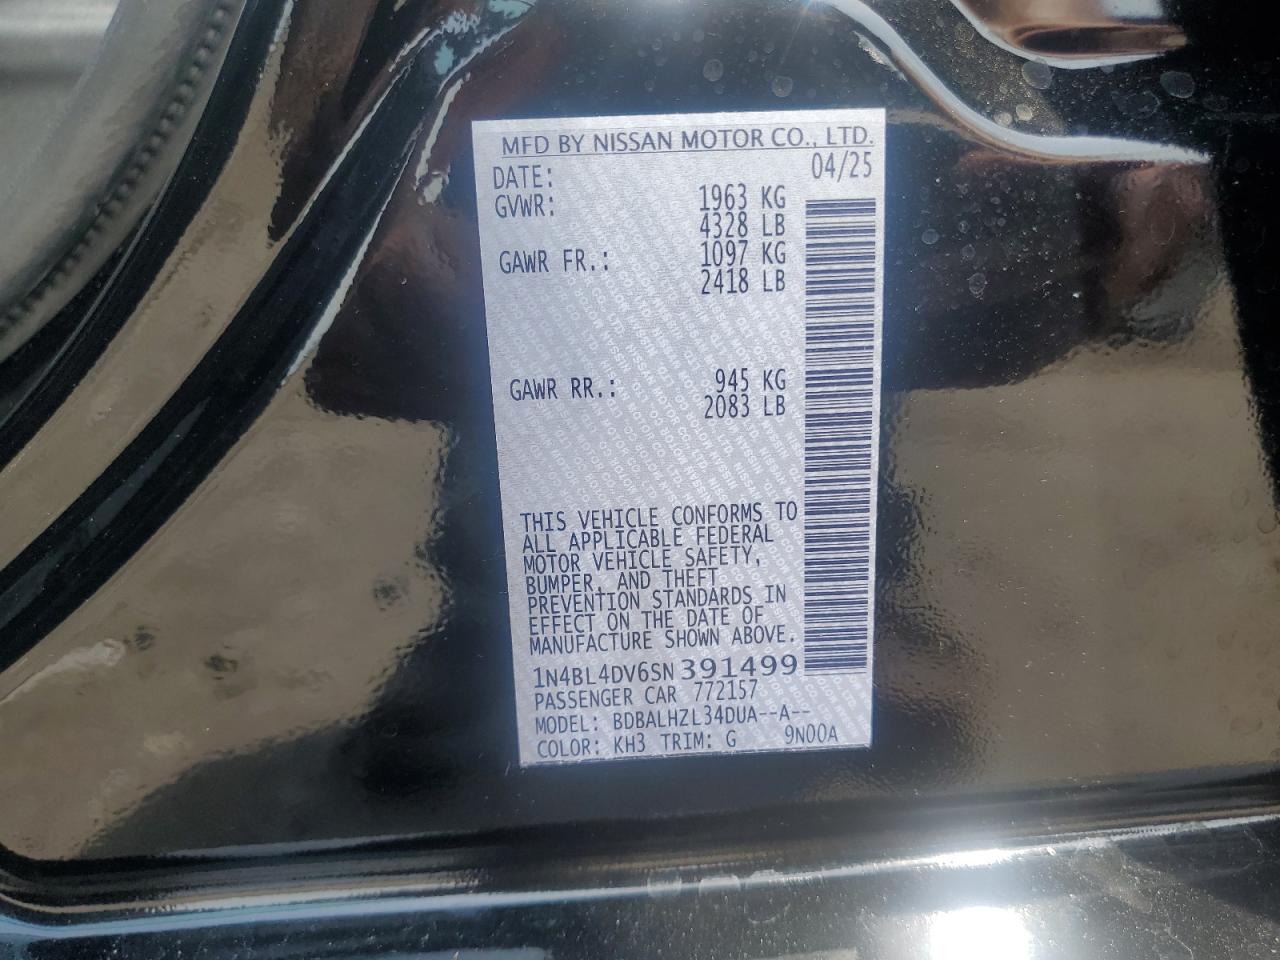 MFD BY NISSAN MOTOR CO., LTD.
DATE: 04/25
GVWR: 1963 KG
4328 LB
GAWR FR.: 1097 KG
2418 LB
GAWR RR.: 945 KG
2083 LB
THIS VEHICLE CONFORMS TO
ALL APPLICABLE FEDERAL
MOTOR VEHICLE SAFETY,
BUMPER, AND THEFT
PREVENTION STANDARDS IN
EFFECT ON THE DATE OF
MANUFACTURE SHOWN ABOVE.
1N4BL4DV6SN391499
PASSENGER CAR 772157
MODEL: BDBALHZL34DUA--A--
COLOR: KH3 TRIM: G 9N00A